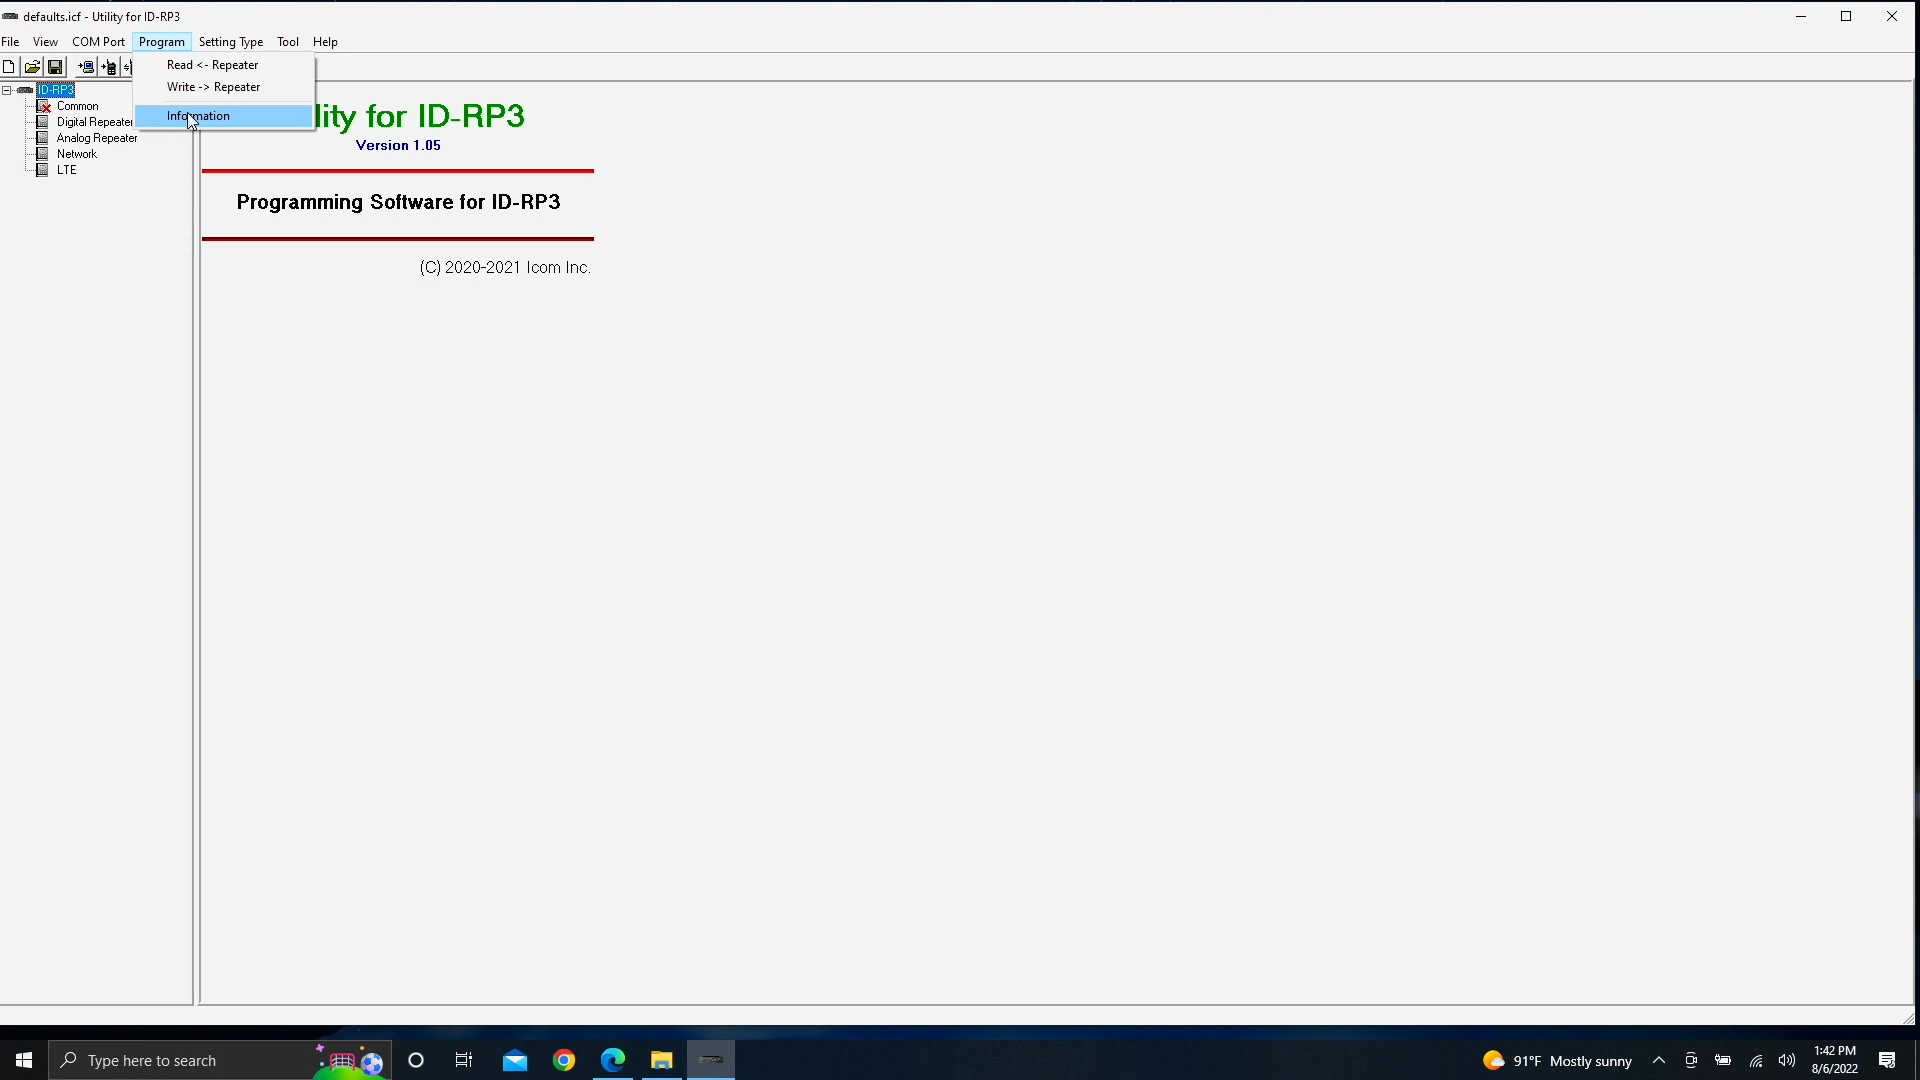 defaults.icf - Utility for ID-RP3
File View COM Port Program Setting Type Tool Help
Read <- Repeater
Write -> Repeater
Information
ID-RP3
Common
Digital Repeater
Analog Repeater
Network
LTE
lity for ID-RP3
Version 1.05
Programming Software for ID-RP3
(C) 2020-2021 Icom Inc.
Type here to search
91°F Mostly sunny
1:42 PM
8/6/2022